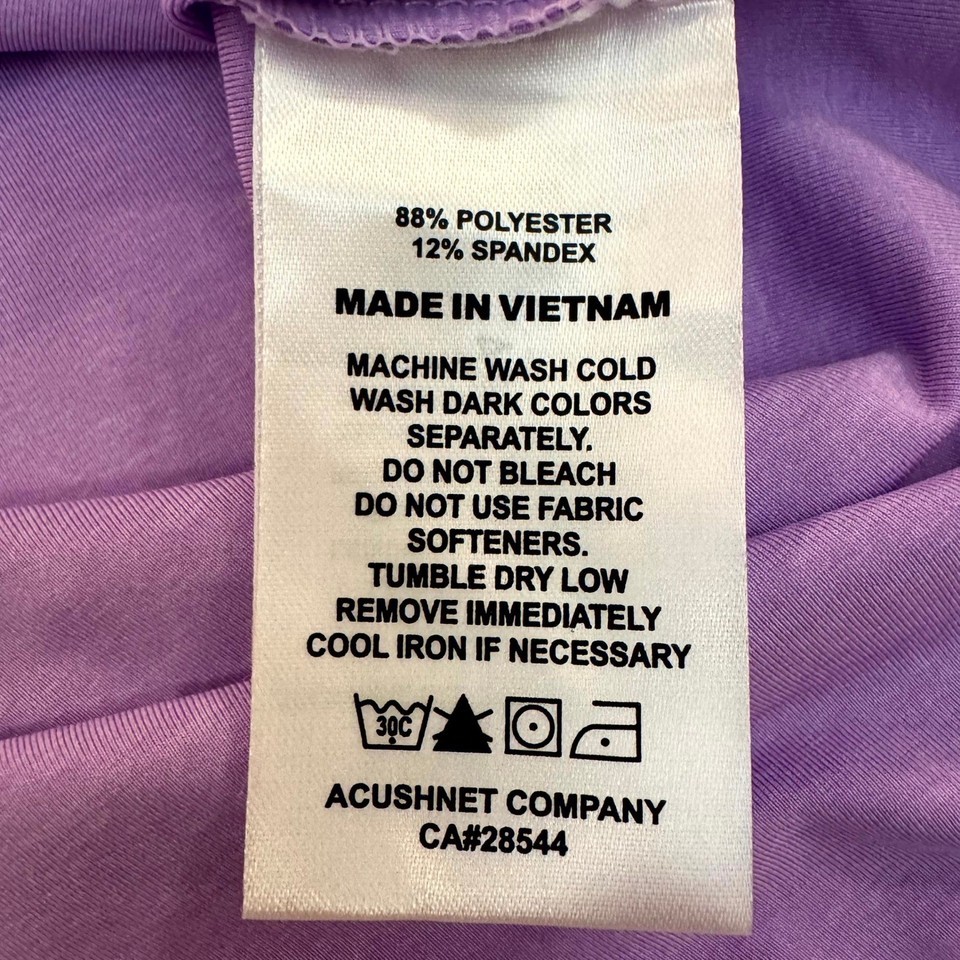 88% POLYESTER
12% SPANDEX
MADE IN VIETNAM
MACHINE WASH COLD
WASH DARK COLORS
SEPARATELY.
DO NOT BLEACH
DO NOT USE FABRIC
SOFTENERS.
TUMBLE DRY LOW
REMOVE IMMEDIATELY
COOL IRON IF NECESSARY
30C
ACUSHNET COMPANY
CA#28544